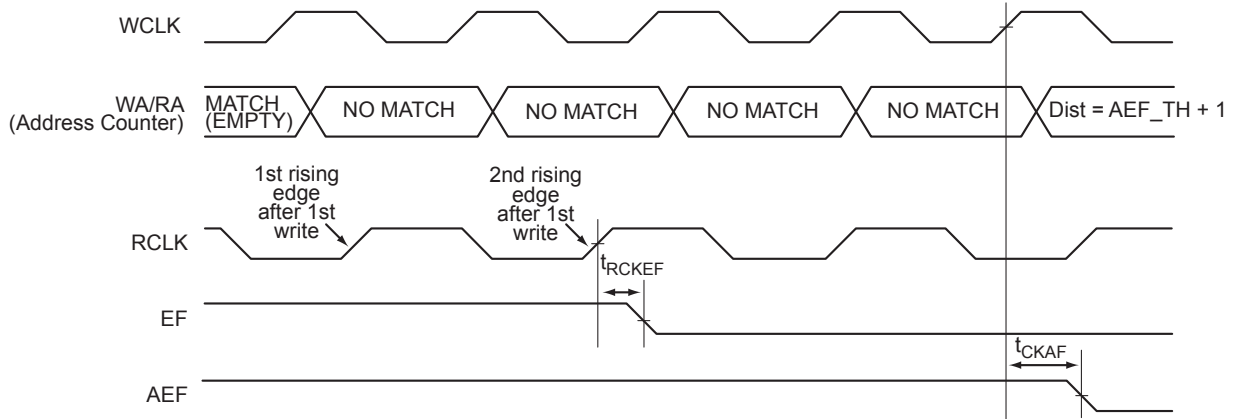 WCLK
WA/RA
(Address Counter)
MATCH
(EMPTY)
NO MATCH
NO MATCH
NO MATCH
NO MATCH
Dist = AEF_TH + 1
1st rising
edge
after 1st
write
2nd rising
edge
after 1st
write
RCLK
tRCKEF
EF
tCKAF
AEF